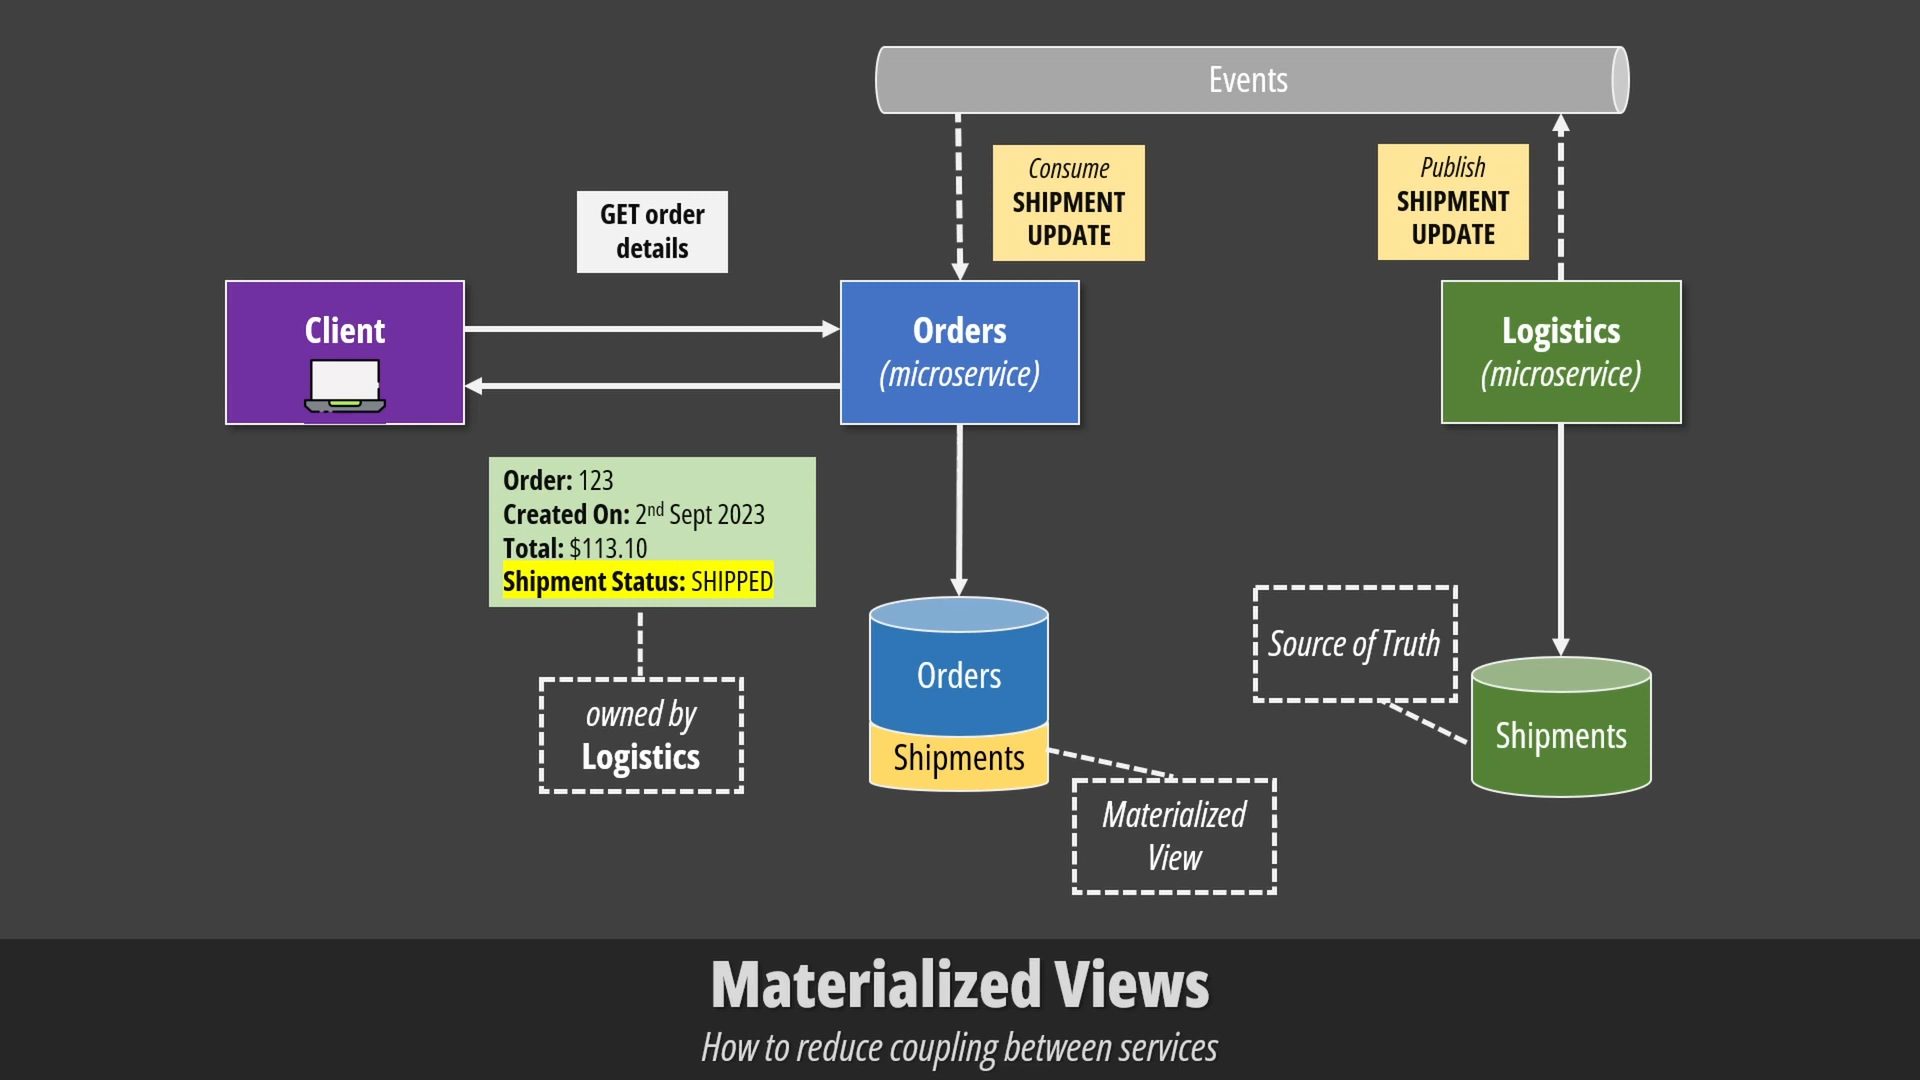 Events
Consume
SHIPMENT
UPDATE
Publish
SHIPMENT
UPDATE
GET order
details
Client
Orders
(microservice)
Logistics
(microservice)
Order: 123
Created On: 2nd Sept 2023
Total: $113.10
Shipment Status: SHIPPED
owned by
Logistics
Orders
Shipments
Source of Truth
Shipments
Materialized
View
Materialized Views
How to reduce coupling between services